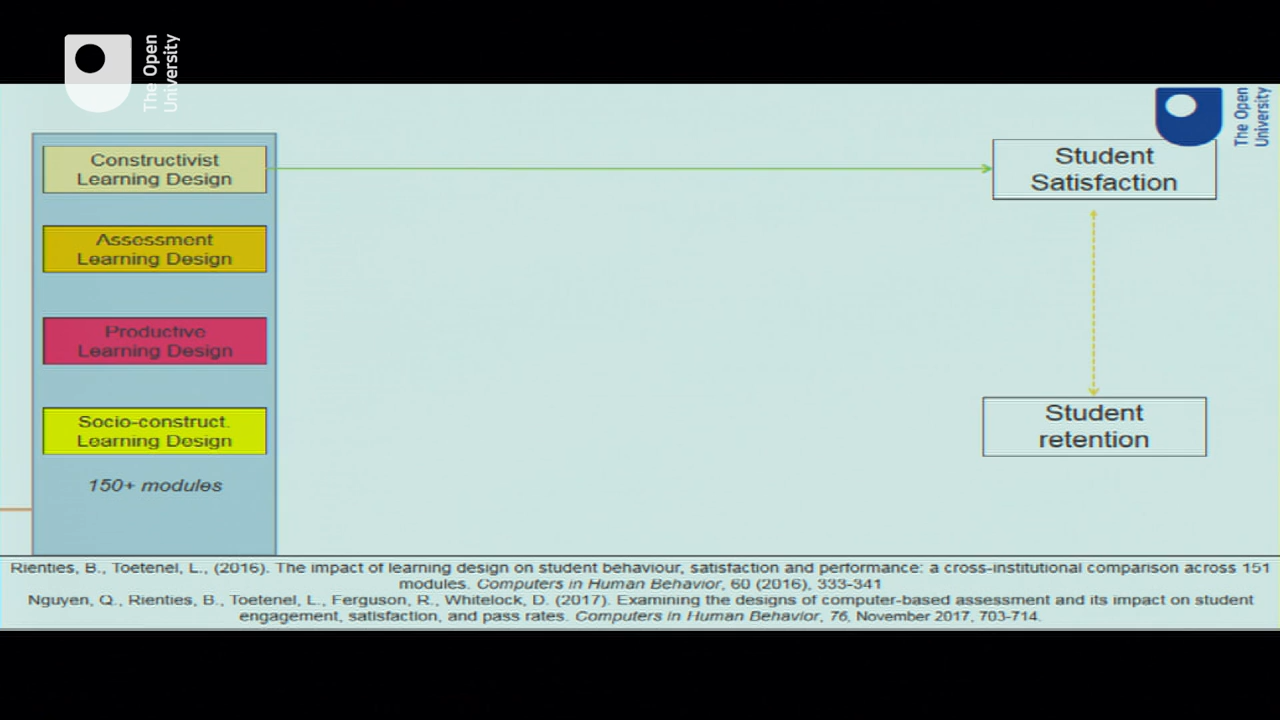 The Open
University
The Open
University
Constructivist
Learning Design
Student
Satisfaction
Assessment
Learning Design
Productive
Learning Design
Socio-construct.
Learning Design
Student
retention
150+ modules
Rienties, B., Toetenel, L., (2016). The impact of learning design on student behaviour, satisfaction and performance: a cross-institutional comparison across 151
modules. Computers in Human Behavior, 60 (2016), 333-341
Nguyen, Q., Rienties, B., Toetenel, L., Ferguson, R., Whitelock, D. (2017). Examining the designs of computer-based assessment and its impact on student
engagement, satisfaction, and pass rates. Computers in Human Behavior, 76, November 2017, 703-714.